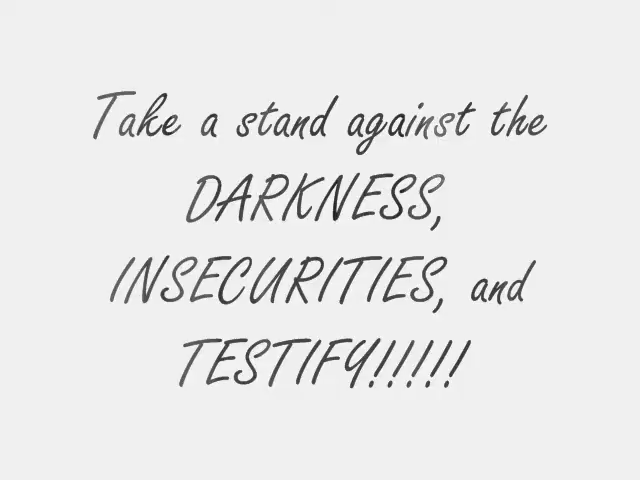 Take a stand against the
DARKNESS,
INSECURITIES, and
TESTIFY!!!!!